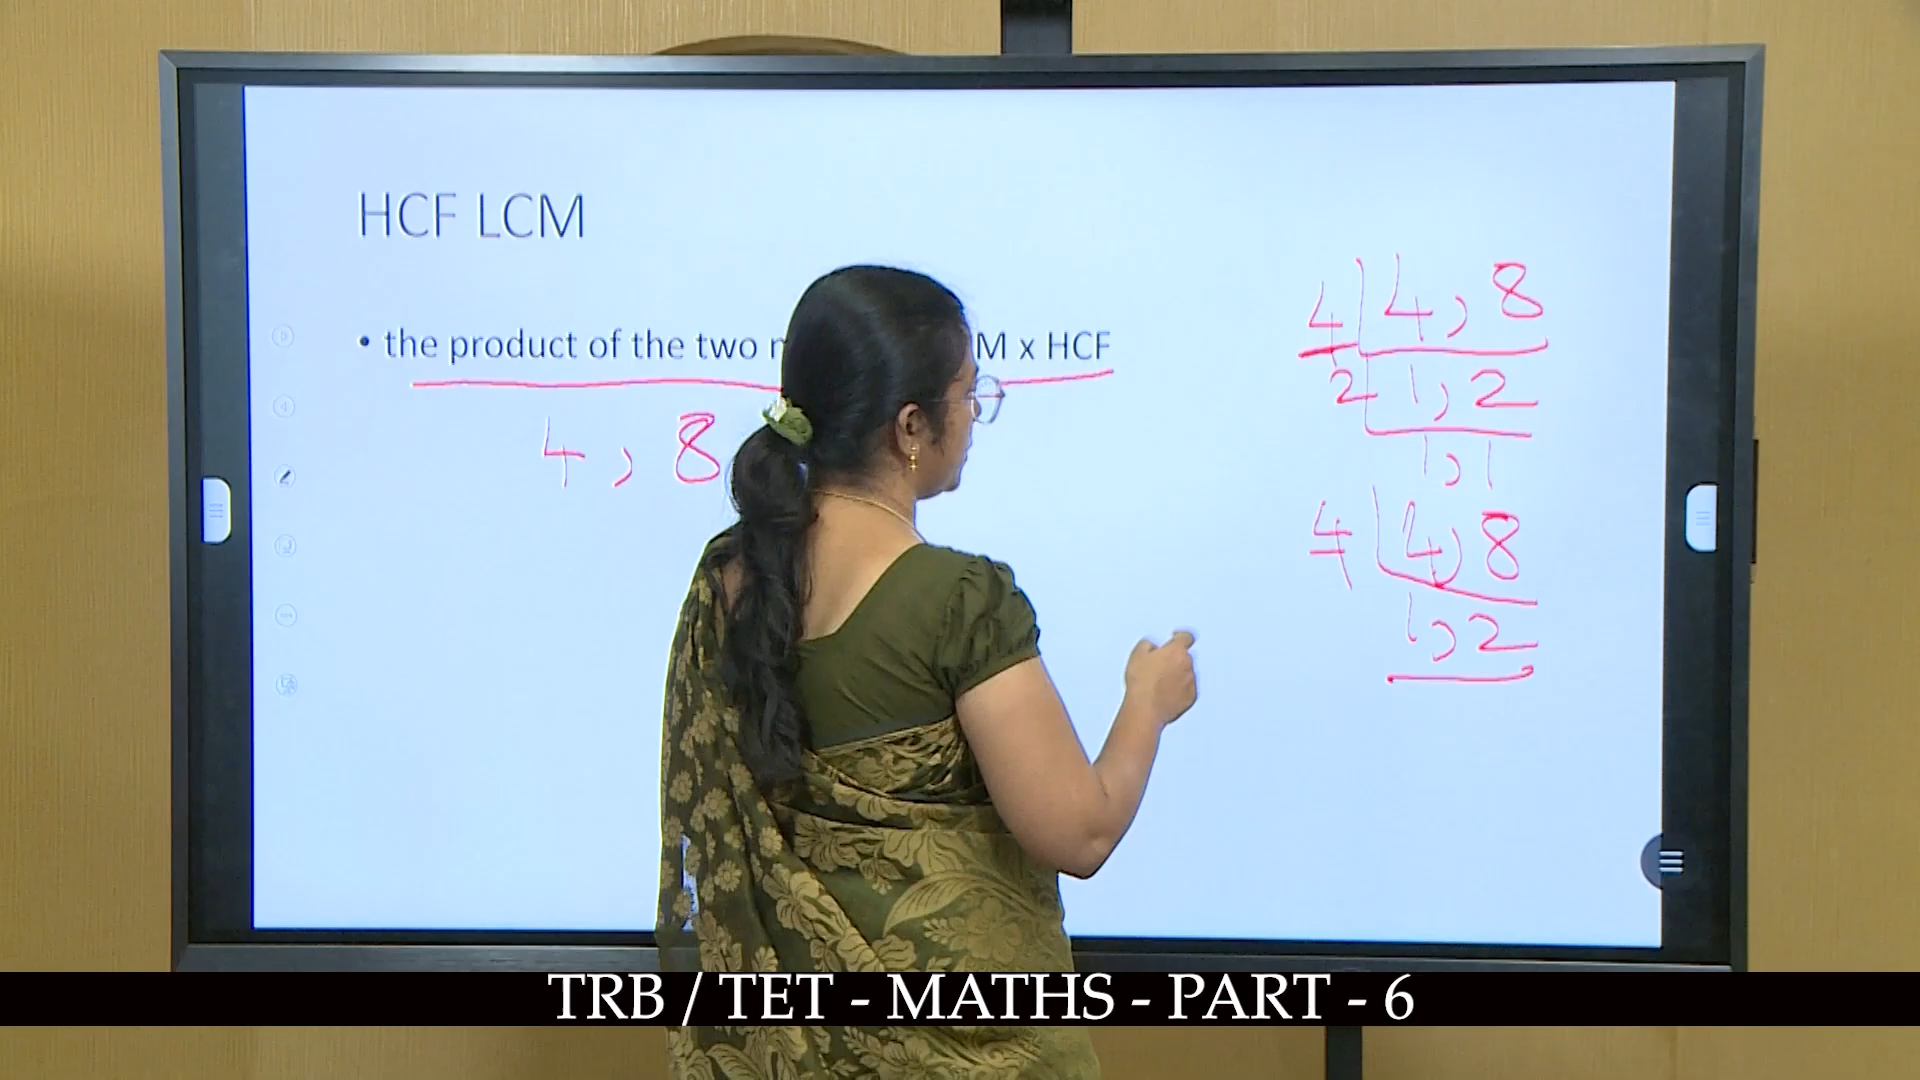 HCF LCM
• the product of the two M x HCF
4 , 8
4 4 , 8
2 1 , 2
1 , 1
4 4 , 8
1 , 2
TRB / TET - MATHS - PART - 6